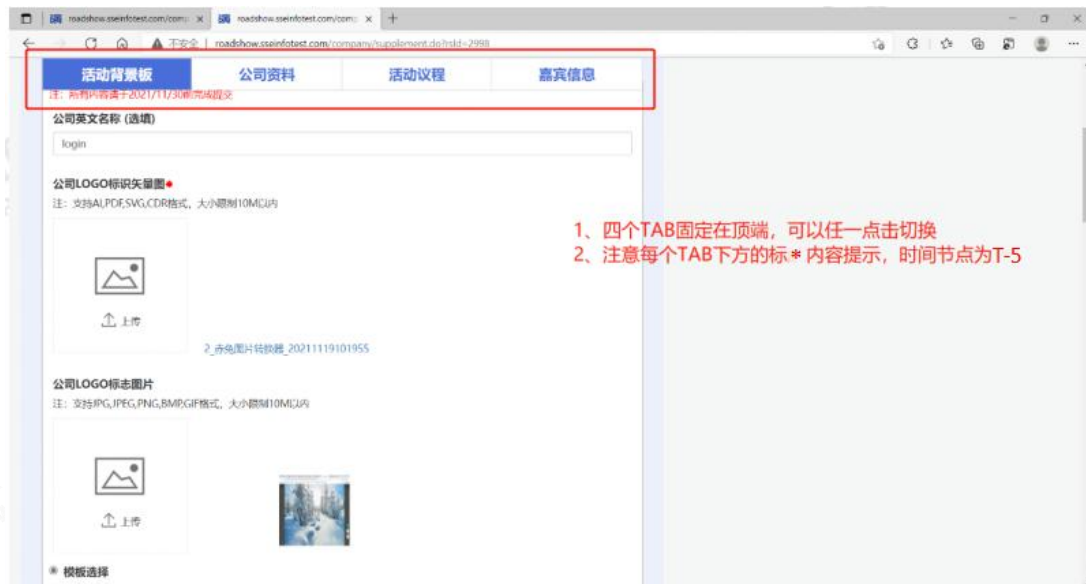 roadshow.sseinfotest.com/com
roadshow.sseinfotest.com/com
不安全 | roadshow.sseinfotest.com/company/supplement.do?rsId=2998
活动背景板 公司资料 活动议程 嘉宾信息
注：所有内容请于2021/11/30前完成提交
公司英文名称 (选填)
login
公司LOGO标识矢量图*
注：支持AI,PDF,SVG,CDR格式，大小限制10M以内
1、四个TAB固定在顶端，可以任一点击切换
2、注意每个TAB下方的标*内容提示，时间节点为T-5
上传
2_赤兔图片转换器_20211119101955
公司LOGO标志图片
注：支持JPG,JPEG,PNG,BMP,GIF格式，大小限制10M以内
上传
模板选择